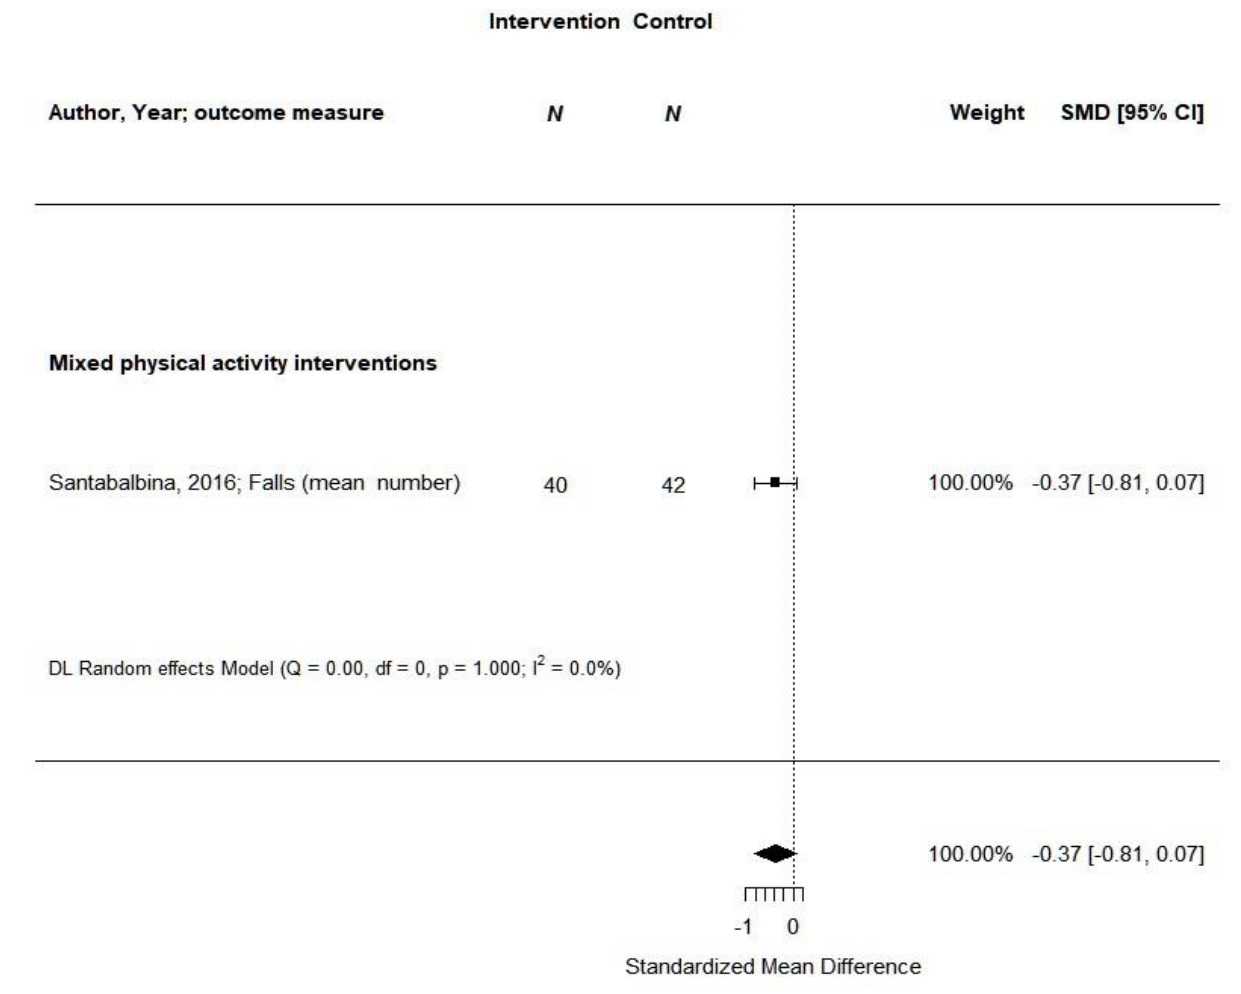 Intervention Control
Author, Year; outcome measure N N Weight SMD [95% CI]
Mixed physical activity interventions
Santabalbina, 2016; Falls (mean number) 40 42 100.00% -0.37 [-0.81, 0.07]
DL Random effects Model (Q = 0.00, df = 0, p = 1.000; I² = 0.0%)
100.00% -0.37 [-0.81, 0.07]
-1 0
Standardized Mean Difference